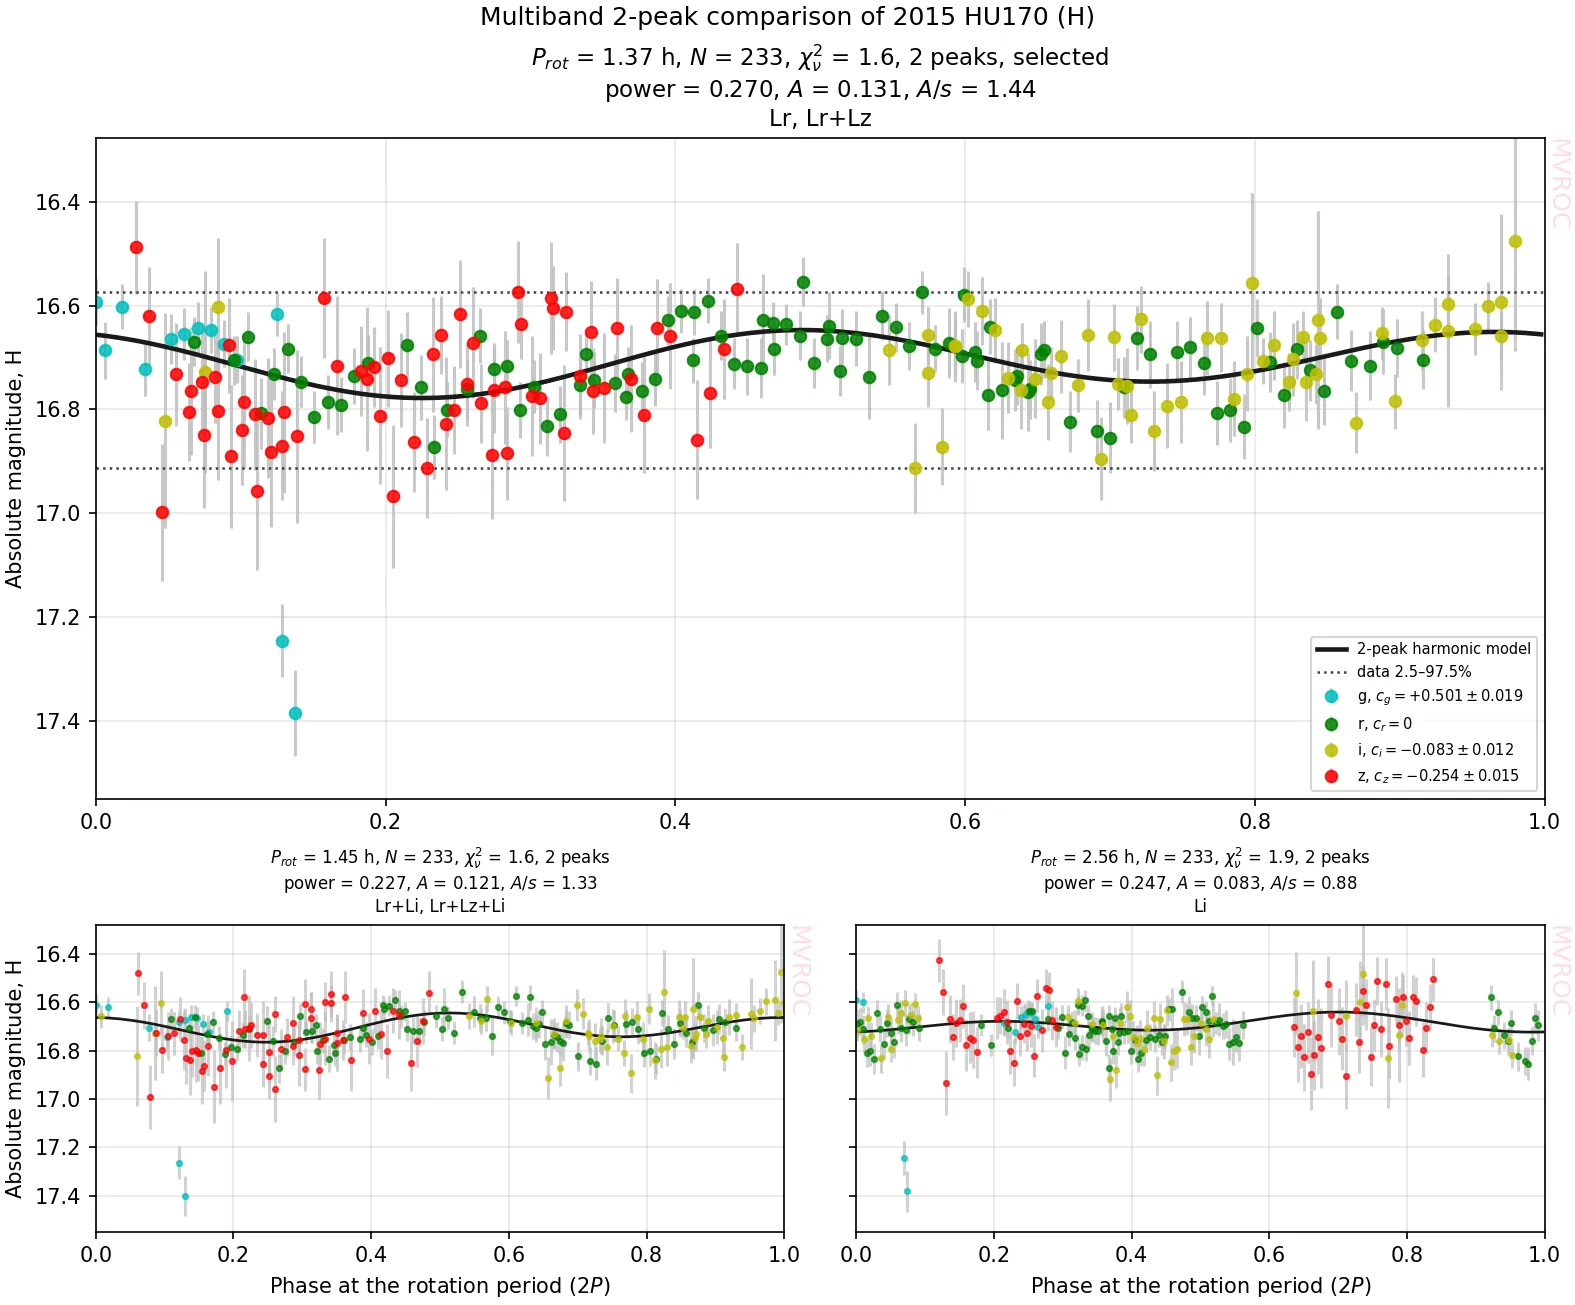 Multiband 2-peak comparison of 2015 HU170 (H)
P_rot = 1.37 h, N = 233, χ²_ν = 1.6, 2 peaks, selected
power = 0.270, A = 0.131, A/s = 1.44
Lr, Lr+Lz
MVROC
Absolute magnitude, H
16.4
16.6
16.8
17.0
17.2
17.4
2-peak harmonic model
data 2.5–97.5%
g, c_g = +0.501 ± 0.019
r, c_r = 0
i, c_i = −0.083 ± 0.012
z, c_z = −0.254 ± 0.015
0.0 0.2 0.4 0.6 0.8 1.0
P_rot = 1.45 h, N = 233, χ²_ν = 1.6, 2 peaks
power = 0.227, A = 0.121, A/s = 1.33
Lr+Li, Lr+Lz+Li
MVROC
Absolute magnitude, H
16.4
16.6
16.8
17.0
17.2
17.4
0.0 0.2 0.4 0.6 0.8 1.0
Phase at the rotation period (2P)
P_rot = 2.56 h, N = 233, χ²_ν = 1.9, 2 peaks
power = 0.247, A = 0.083, A/s = 0.88
Li
MVROC
0.0 0.2 0.4 0.6 0.8 1.0
Phase at the rotation period (2P)